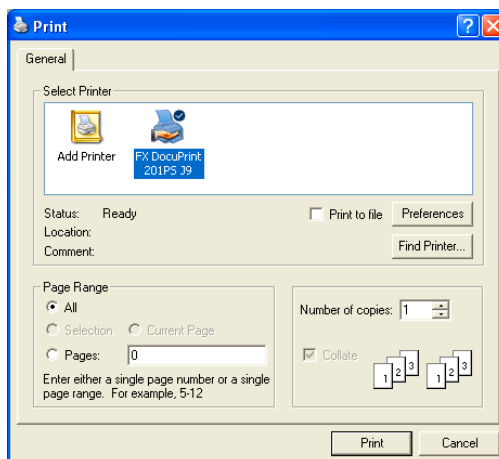 Print
General
Select Printer
Add Printer
FX DocuPrint
201PS J9
Status: Ready
Location:
Comment:
Print to file
Preferences
Find Printer...
Page Range
All
Selection
Current Page
Pages: 0
Enter either a single page number or a single
page range. For example, 5-12
Number of copies: 1
Collate
1 2 3 1 2 3
Print
Cancel